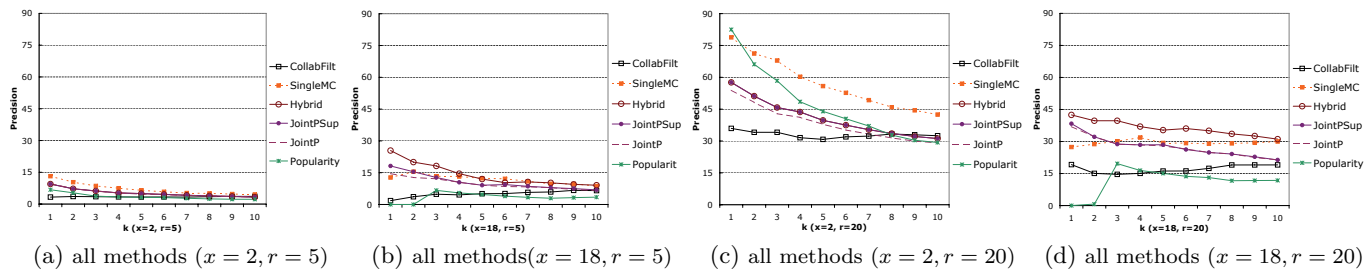 Precision
90
75
60
45
30
15
0
1 2 3 4 5 6 7 8 9 10
k (x=2, r=5)
CollabFilt
SingleMC
Hybrid
JointPSup
JointP
Popularity
(a) all methods (x = 2, r = 5)
Precision
90
75
60
45
30
15
0
1 2 3 4 5 6 7 8 9 10
k (x=18, r=5)
CollabFilt
SingleMC
Hybrid
JointPSup
JointP
Popularit
(b) all methods(x = 18, r = 5)
Precision
90
75
60
45
30
15
0
1 2 3 4 5 6 7 8 9 10
k (x=2, r=20)
CollabFilt
SingleMC
Hybrid
JointPSup
JointP
Popularity
(c) all methods (x = 2, r = 20)
Precision
90
75
60
45
30
15
0
1 2 3 4 5 6 7 8 9 10
k (x=18, r=20)
CollabFilt
SingleMC
Hybrid
JointPSup
JointP
Popularity
(d) all methods (x = 18, r = 20)